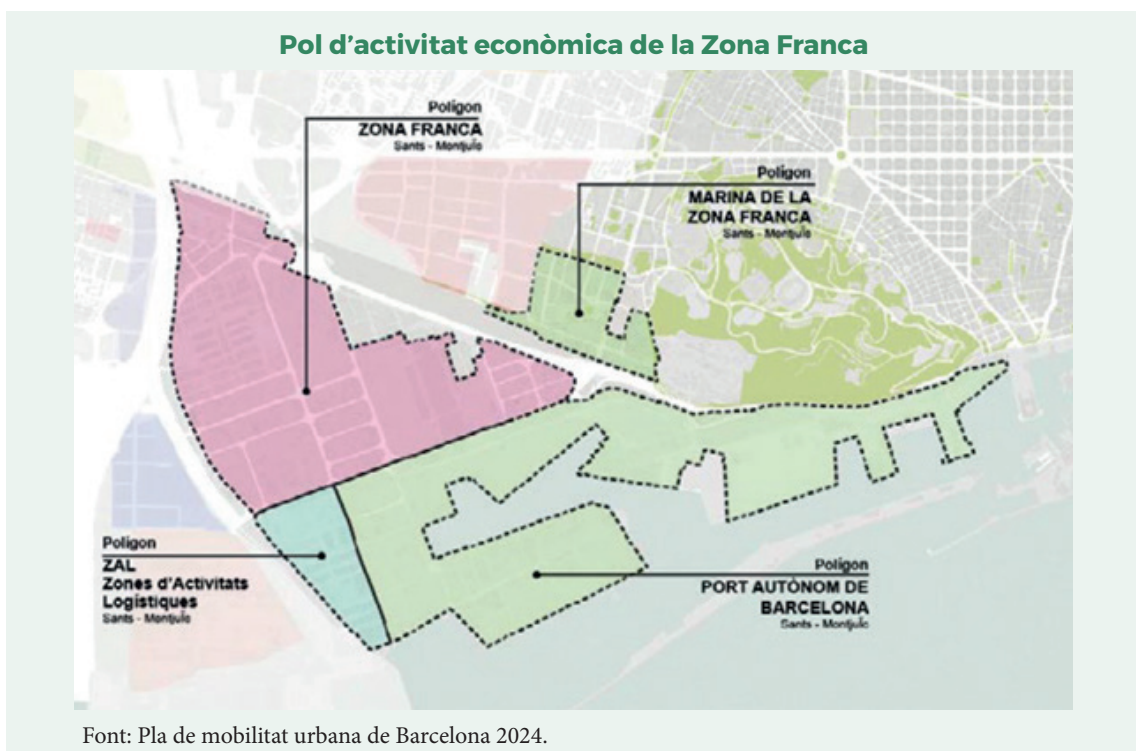 Pol d’activitat econòmica de la Zona Franca
Polígon
ZONA FRANCA
Sants - Montjuïc
Polígon
MARINA DE LA
ZONA FRANCA
Sants - Montjuïc
Polígon
ZAL
Zones d'Activitats
Logístiques
Sants - Montjuïc
Polígon
PORT AUTÒNOM DE
BARCELONA
Sants - Montjuïc
Font: Pla de mobilitat urbana de Barcelona 2024.